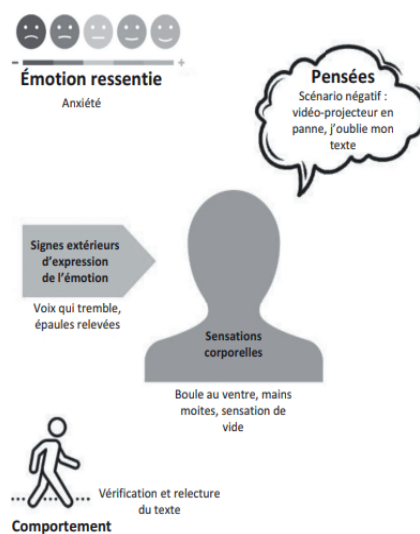 - +
Émotion ressentie
Anxiété
Pensées
Scénario négatif :
vidéo-projecteur en
panne, j'oublie mon
texte
Signes extérieurs
d'expression
de l'émotion
Voix qui tremble,
épaules relevées
Sensations
corporelles
Boule au ventre, mains
moites, sensation de
vide
Vérification et relecture
du texte
Comportement